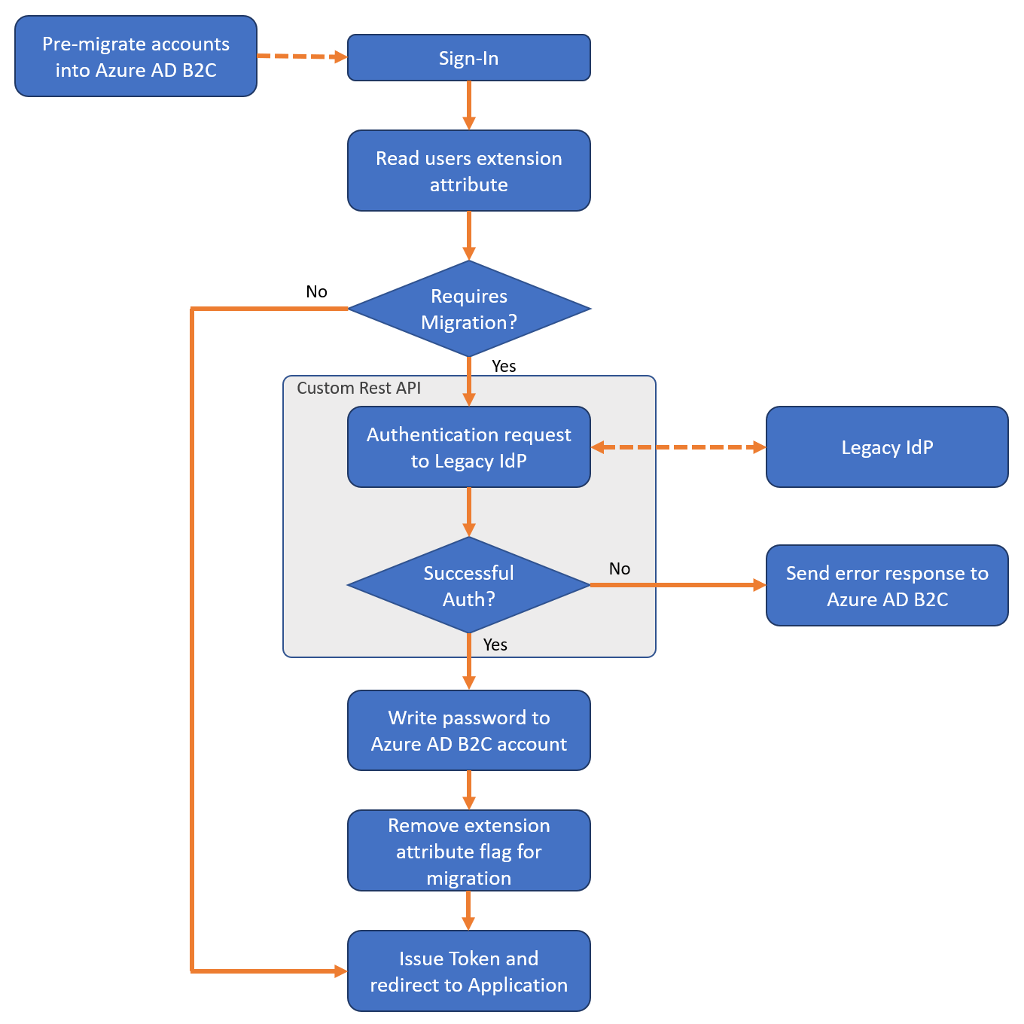 Pre-migrate accounts
into Azure AD B2C
Sign-In
Read users extension
attribute
No
Requires
Migration?
Yes
Custom Rest API
Authentication request
to Legacy IdP
Legacy IdP
Successful
Auth?
No
Send error response to
Azure AD B2C
Yes
Write password to
Azure AD B2C account
Remove extension
attribute flag for
migration
Issue Token and
redirect to Application